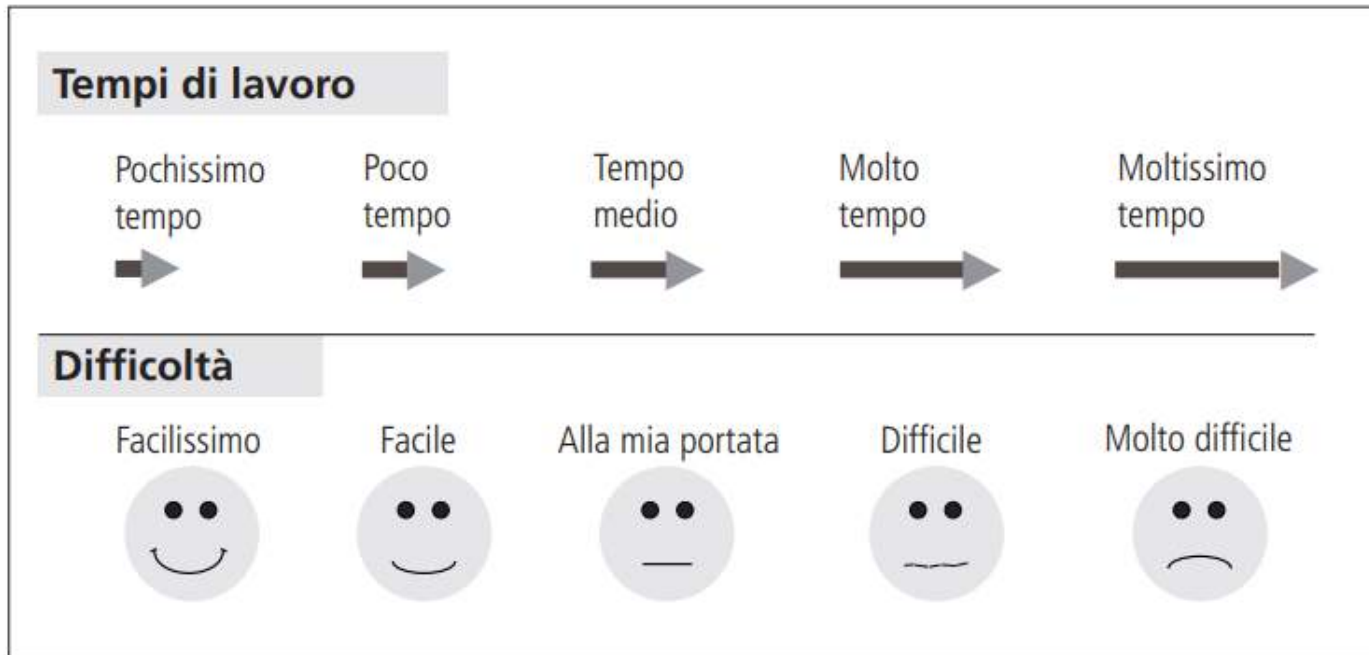 Tempi di lavoro
Pochissimo tempo
Poco tempo
Tempo medio
Molto tempo
Moltissimo tempo
Difficoltà
Facilissimo
Facile
Alla mia portata
Difficile
Molto difficile